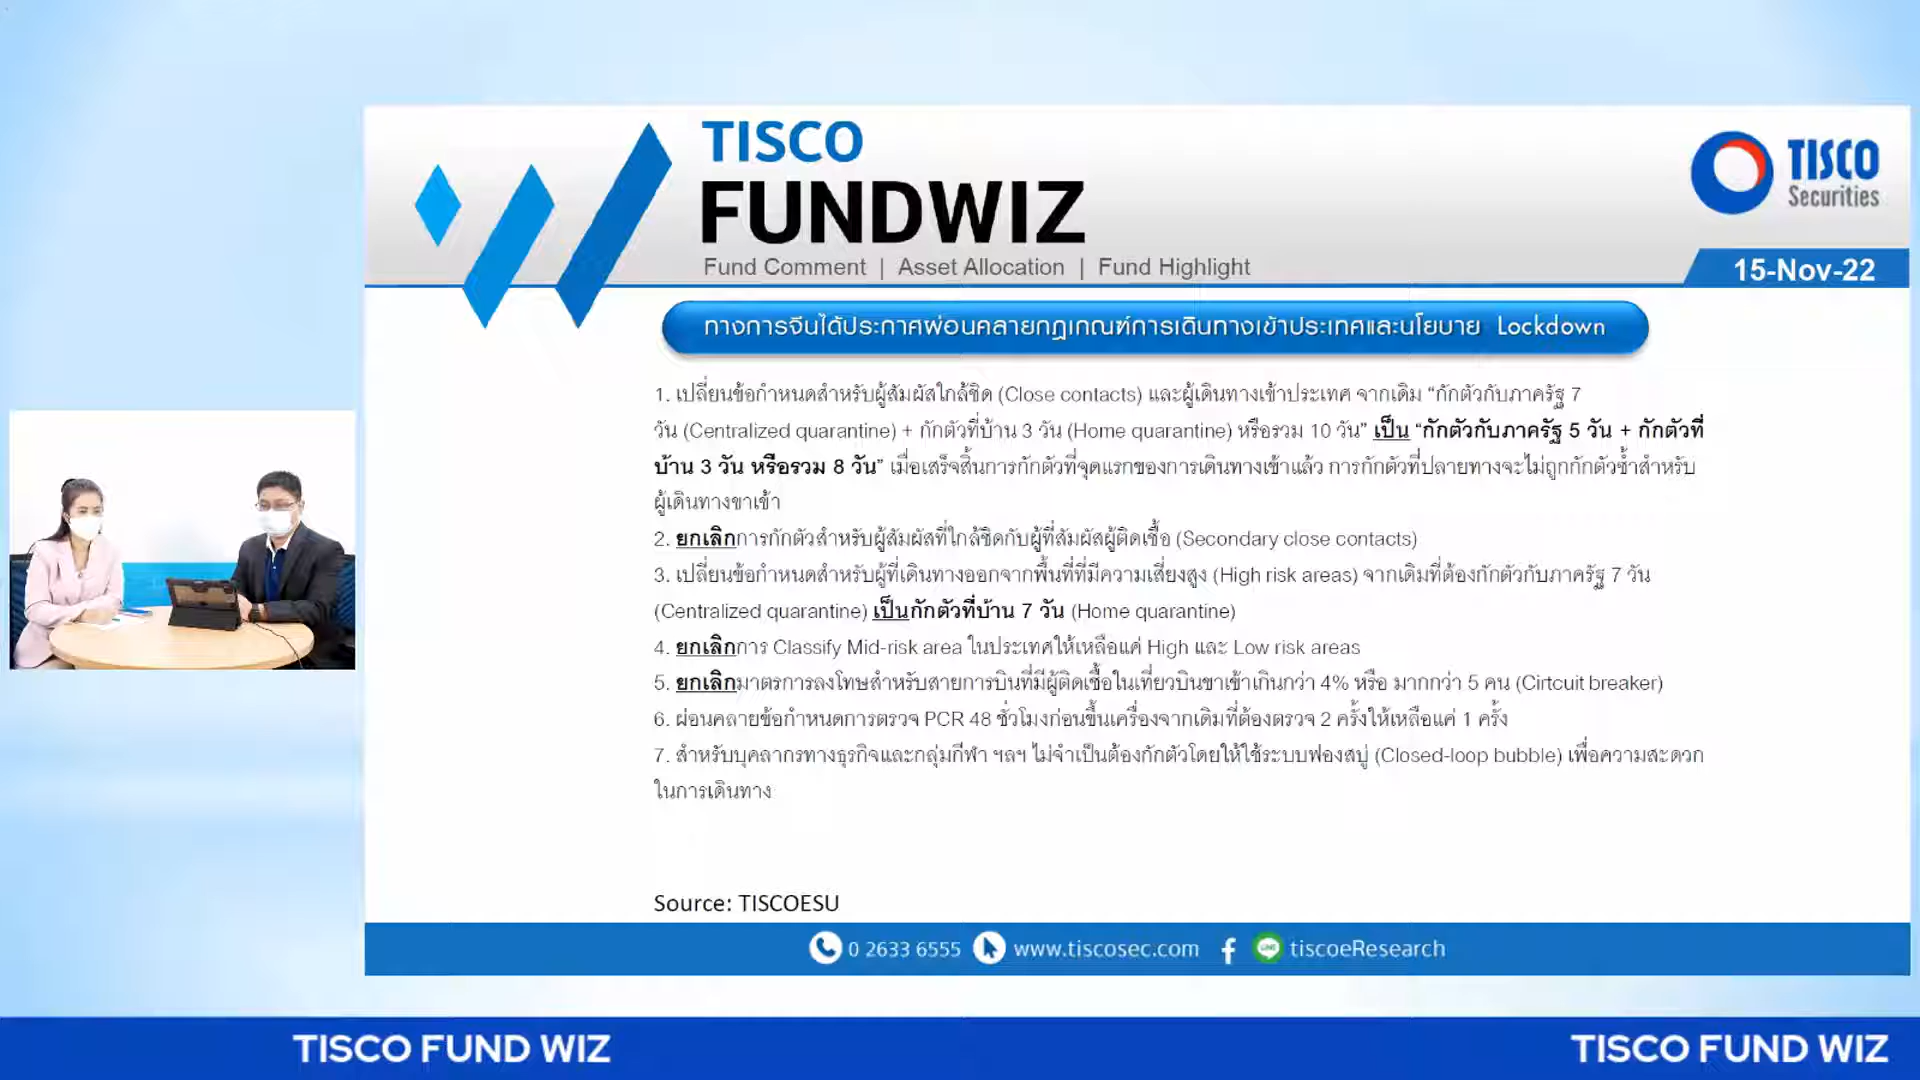 TISCO
FUNDWIZ
Fund Comment | Asset Allocation | Fund Highlight
TISCO
Securities
15-Nov-22
ทางการจีนได้ประกาศผ่อนคลายกฎเกณฑ์การเดินทางเข้าประเทศและนโยบาย Lockdown
1. เปลี่ยนข้อกำหนดสำหรับผู้สัมผัสใกล้ชิด (Close contacts) และผู้เดินทางเข้าประเทศ จากเดิม “กักตัวกับภาครัฐ 7
วัน (Centralized quarantine) + กักตัวที่บ้าน 3 วัน (Home quarantine) หรือรวม 10 วัน” เป็น “กักตัวกับภาครัฐ 5 วัน + กักตัวที่
บ้าน 3 วัน หรือรวม 8 วัน” เมื่อเสร็จสิ้นการกักตัวที่จุดแรกของการเดินทางเข้าแล้ว การกักตัวที่ปลายทางจะไม่ถูกกักตัวซ้ำสำหรับ
ผู้เดินทางขาเข้า
2. ยกเลิกการกักตัวสำหรับผู้สัมผัสที่ใกล้ชิดกับผู้ที่สัมผัสผู้ติดเชื้อ (Secondary close contacts)
3. เปลี่ยนข้อกำหนดสำหรับผู้ที่เดินทางออกจากพื้นที่ที่มีความเสี่ยงสูง (High risk areas) จากเดิมที่ต้องกักตัวกับภาครัฐ 7 วัน
(Centralized quarantine) เป็นกักตัวที่บ้าน 7 วัน (Home quarantine)
4. ยกเลิกการ Classify Mid-risk area ในประเทศให้เหลือแค่ High และ Low risk areas
5. ยกเลิกมาตรการลงโทษสำหรับสายการบินที่มีผู้ติดเชื้อในเที่ยวบินขาเข้าเกินกว่า 4% หรือ มากกว่า 5 คน (Cirtcuit breaker)
6. ผ่อนคลายข้อกำหนดการตรวจ PCR 48 ชั่วโมงก่อนขึ้นเครื่องจากเดิมที่ต้องตรวจ 2 ครั้งให้เหลือแค่ 1 ครั้ง
7. สำหรับบุคลากรทางธุรกิจและกลุ่มกีฬา ฯลฯ ไม่จำเป็นต้องกักตัวโดยให้ใช้ระบบฟองสบู่ (Closed-loop bubble) เพื่อความสะดวก
ในการเดินทาง
Source: TISCOESU
0 2633 6555 www.tiscosec.com f LINE tiscoeResearch
TISCO FUND WIZ
TISCO FUND WIZ